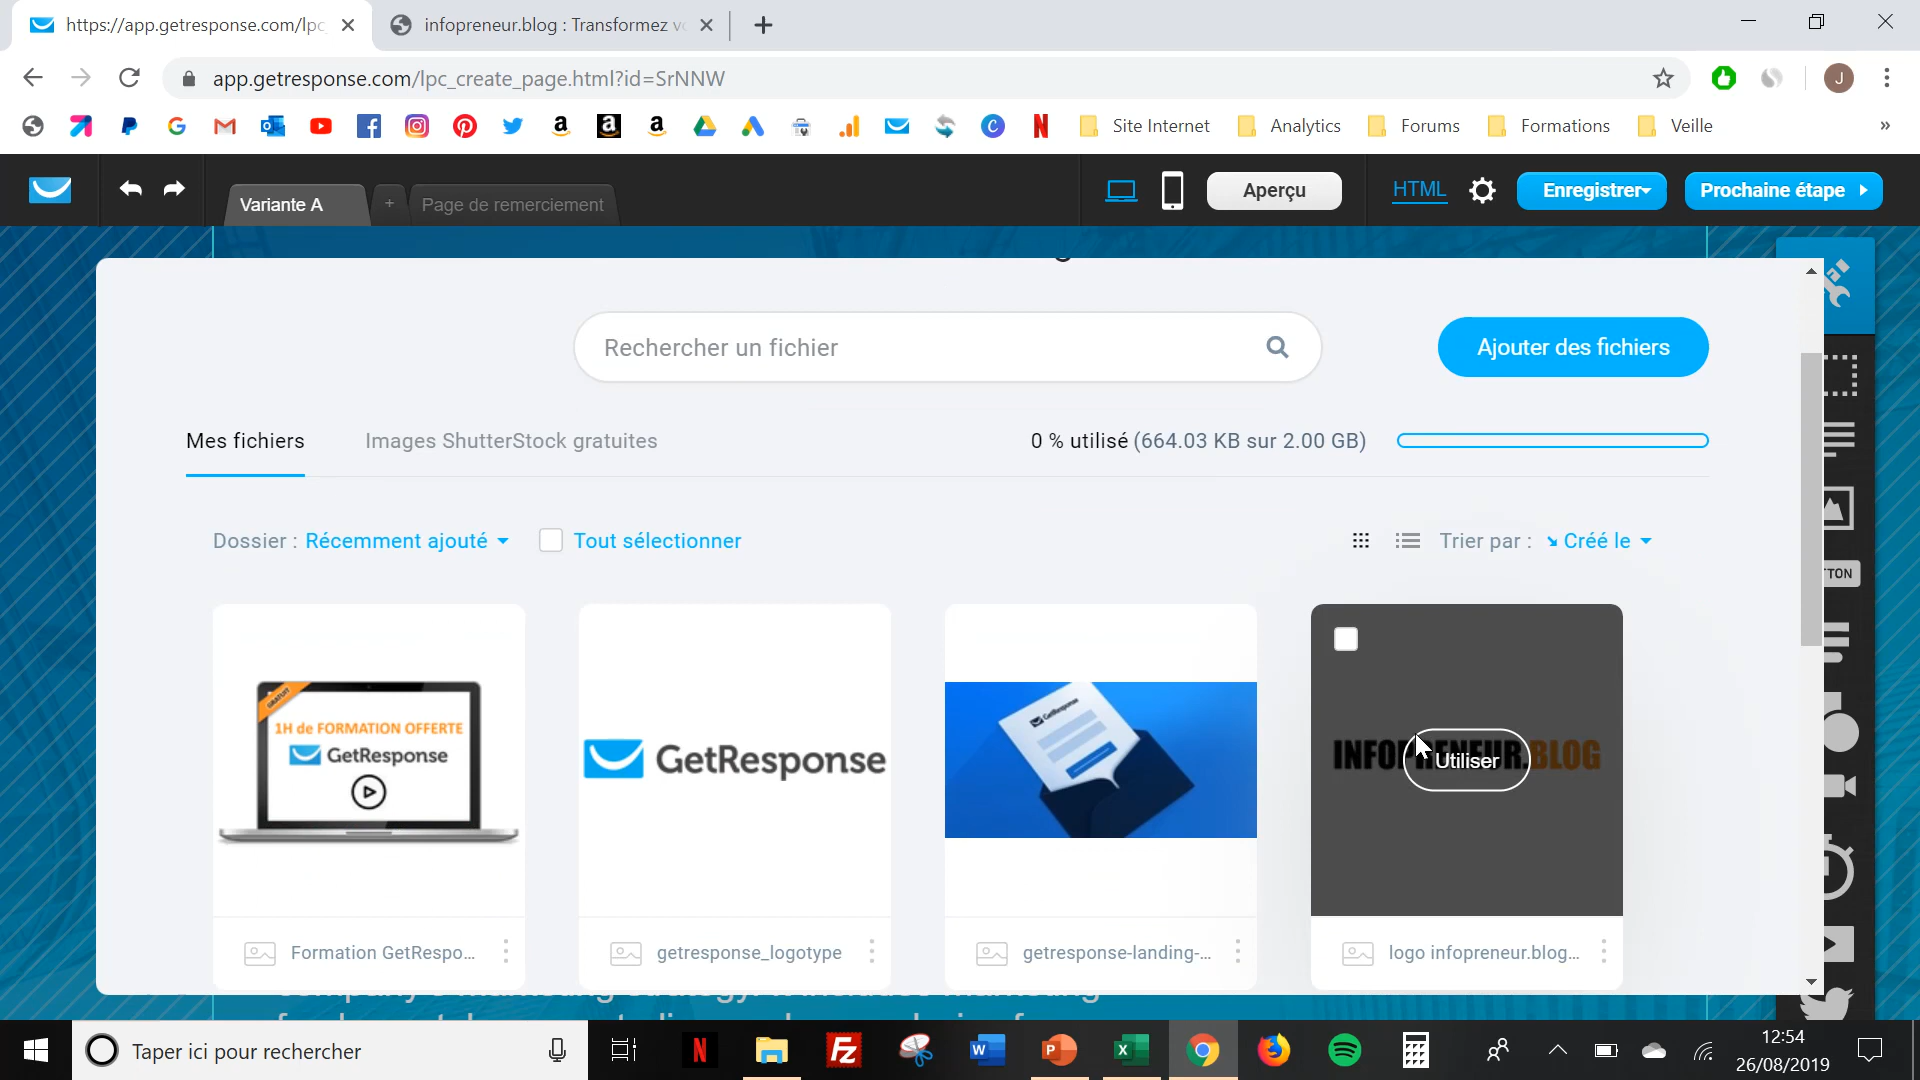 https://app.getresponse.com/lpc
infopreneur.blog : Transformez v
app.getresponse.com/lpc_create_page.html?id=SrNNW
J
Site Internet
Analytics
Forums
Formations
Veille
»
Variante A
+
Page de remerciement
Aperçu
HTML
Enregistrer
Prochaine étape
Rechercher un fichier
Ajouter des fichiers
Mes fichiers
Images ShutterStock gratuites
0 % utilisé (664.03 KB sur 2.00 GB)
Dossier : Récemment ajouté
Tout sélectionner
Trier par : Créé le
TON
GRATUIT
1H de FORMATION OFFERTE
GetResponse
GetResponse
GetResponse
INFOPRENEUR.BLOG
Utiliser
Formation GetRespo...
getresponse_logotype
getresponse-landing-...
logo infopreneur.blog...
Taper ici pour rechercher
12:54
26/08/2019